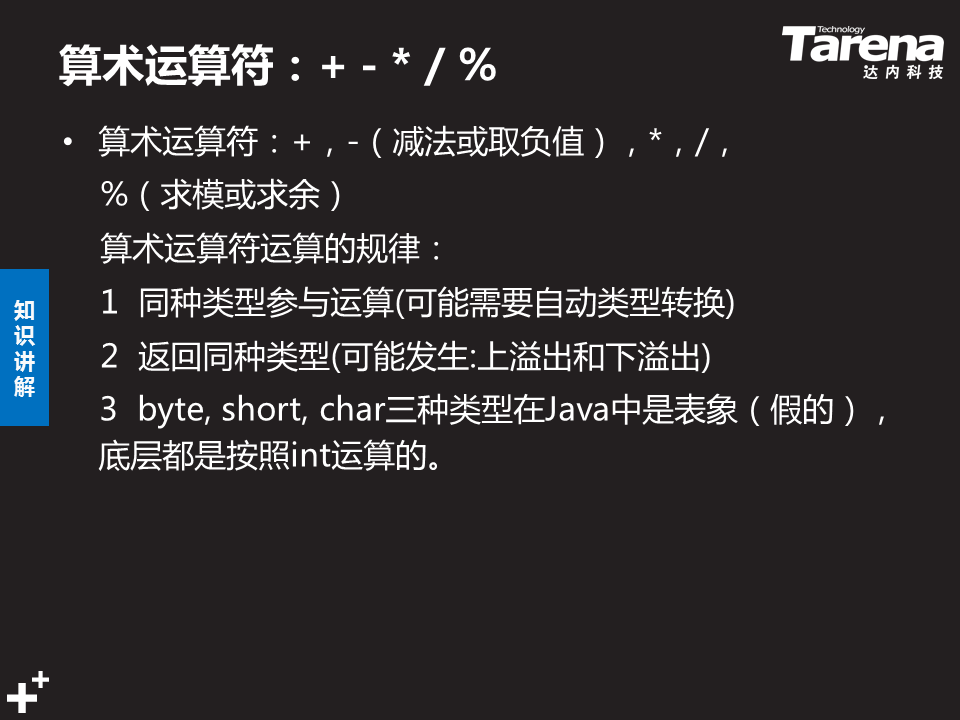 算术运算符：+ - * / %
Technology
Tarena
达内科技
• 算术运算符：+，-（减法或取负值），*，/，
%（求模或求余）
算术运算符运算的规律：
1 同种类型参与运算(可能需要自动类型转换)
2 返回同种类型(可能发生:上溢出和下溢出)
3 byte, short, char三种类型在Java中是表象（假的），
底层都是按照int运算的。
知
识
讲
解